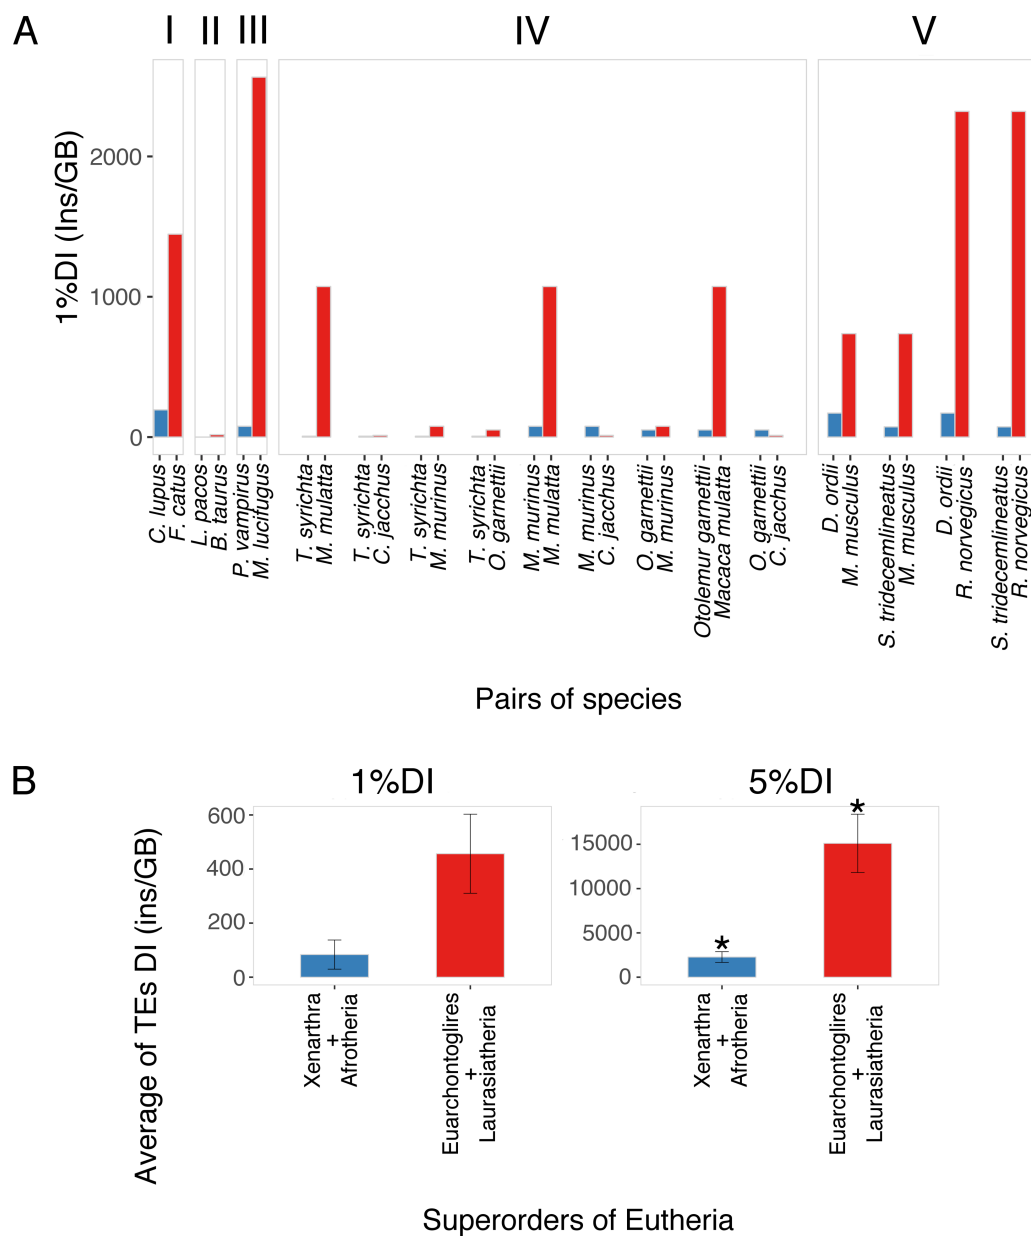 A
I II III IV V
1%DI (Ins/GB)
2000
1000
0
C. lupus
F. catus
L. pacos
B. taurus
P. vampirus
M. lucifugus
T. syrichta
M. mulatta
T. syrichta
C. jacchus
T. syrichta
M. murinus
T. syrichta
O. garnettii
M. murinus
M. mulatta
M. murinus
C. jacchus
O. garnettii
M. murinus
Otolemur garnettii
Macaca mulatta
O. garnettii
C. jacchus
D. ordii
M. musculus
S. tridecemlineatus
M. musculus
D. ordii
R. norvegicus
S. tridecemlineatus
R. norvegicus
Pairs of species
B
Average of TEs DI (ins/GB)
1%DI
600
400
200
0
Xenarthra
+
Afrotheria
Euarchontoglires
+
Laurasiatheria
5%DI
15000
10000
5000
0
*
*
Xenarthra
+
Afrotheria
Euarchontoglires
+
Laurasiatheria
Superorders of Eutheria